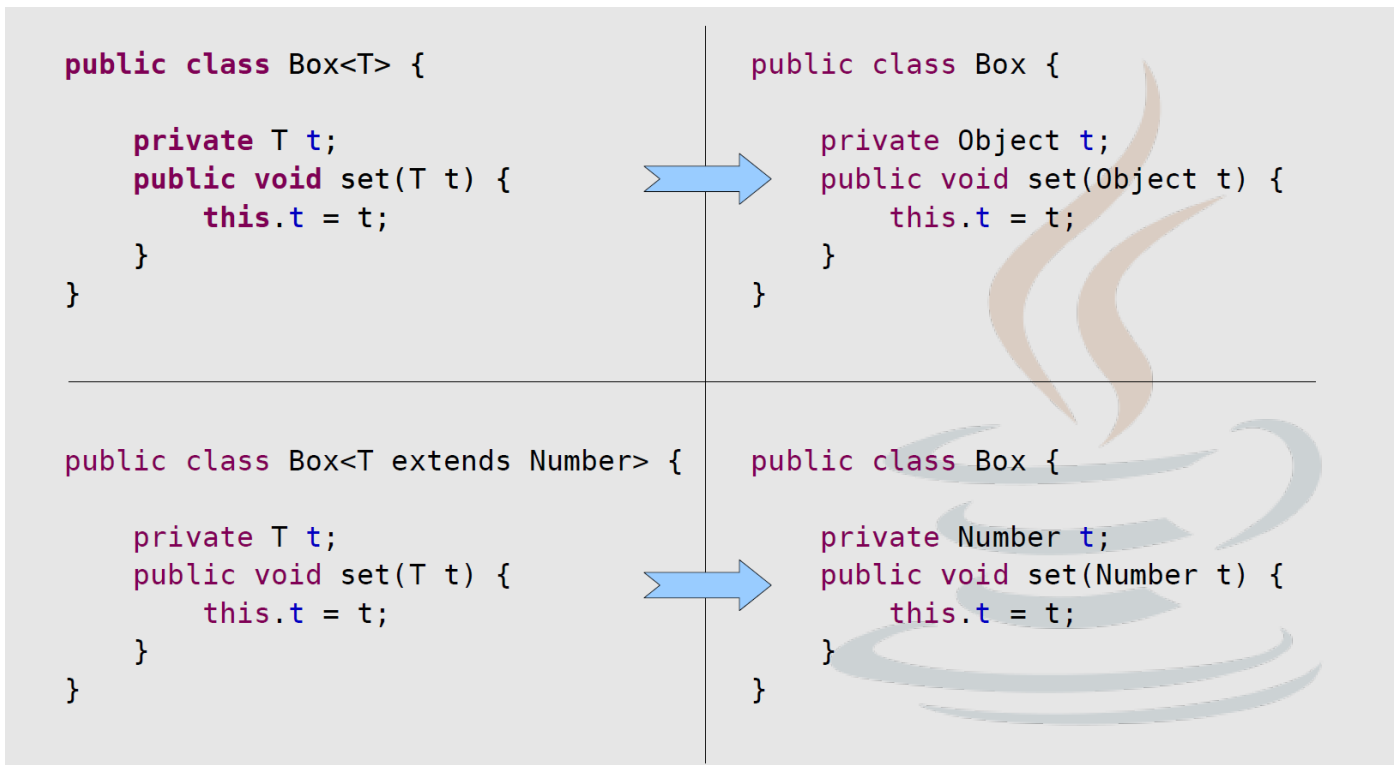 public class Box<T> {
    private T t;
    public void set(T t) {
        this.t = t;
    }
}
public class Box {
    private Object t;
    public void set(Object t) {
        this.t = t;
    }
}
public class Box<T extends Number> {
    private T t;
    public void set(T t) {
        this.t = t;
    }
}
public class Box {
    private Number t;
    public void set(Number t) {
        this.t = t;
    }
}